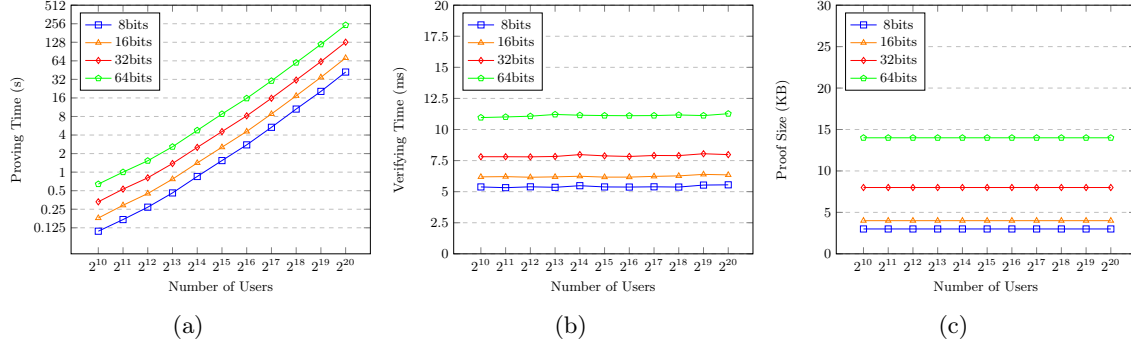 512
256
128
64
32
16
8
4
2
1
0.5
0.25
0.125
Proving Time (s)
8bits
16bits
32bits
64bits
2^10 2^11 2^12 2^13 2^14 2^15 2^16 2^17 2^18 2^19 2^20
Number of Users
(a)
20
17.5
15
12.5
10
7.5
5
2.5
0
Verifying Time (ms)
8bits
16bits
32bits
64bits
2^10 2^11 2^12 2^13 2^14 2^15 2^16 2^17 2^18 2^19 2^20
Number of Users
(b)
30
25
20
15
10
5
0
Proof Size (KB)
8bits
16bits
32bits
64bits
2^10 2^11 2^12 2^13 2^14 2^15 2^16 2^17 2^18 2^19 2^20
Number of Users
(c)